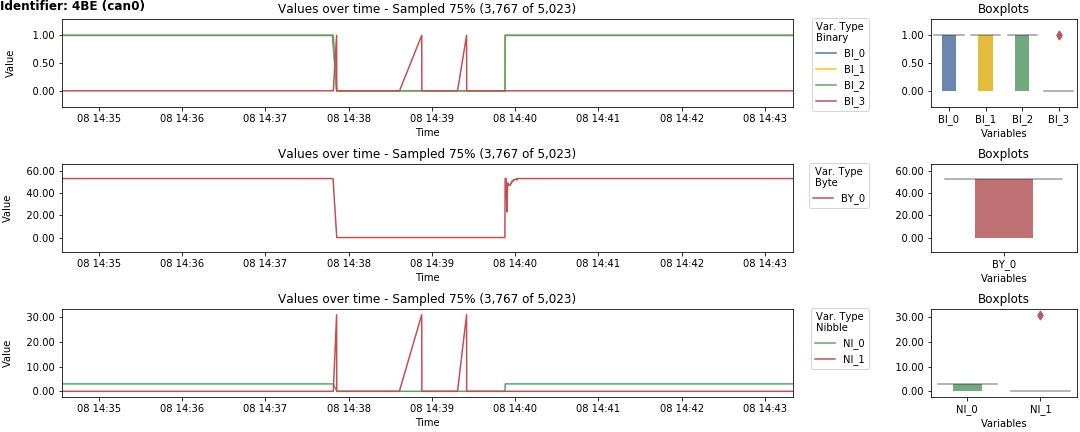 Identifier: 4BE (can0)
Values over time - Sampled 75% (3,767 of 5,023)
Boxplots
Value
1.00
0.50
0.00
08 14:35 08 14:36 08 14:37 08 14:38 08 14:39 08 14:40 08 14:41 08 14:42 08 14:43
Time
Var. Type
Binary
BI_0
BI_1
BI_2
BI_3
1.00
0.50
0.00
BI_0 BI_1 BI_2 BI_3
Variables
Values over time - Sampled 75% (3,767 of 5,023)
Boxplots
Value
60.00
40.00
20.00
0.00
08 14:35 08 14:36 08 14:37 08 14:38 08 14:39 08 14:40 08 14:41 08 14:42 08 14:43
Time
Var. Type
Byte
BY_0
60.00
40.00
20.00
0.00
BY_0
Variables
Values over time - Sampled 75% (3,767 of 5,023)
Boxplots
Value
30.00
20.00
10.00
0.00
08 14:35 08 14:36 08 14:37 08 14:38 08 14:39 08 14:40 08 14:41 08 14:42 08 14:43
Time
Var. Type
Nibble
NI_0
NI_1
30.00
20.00
10.00
0.00
NI_0 NI_1
Variables